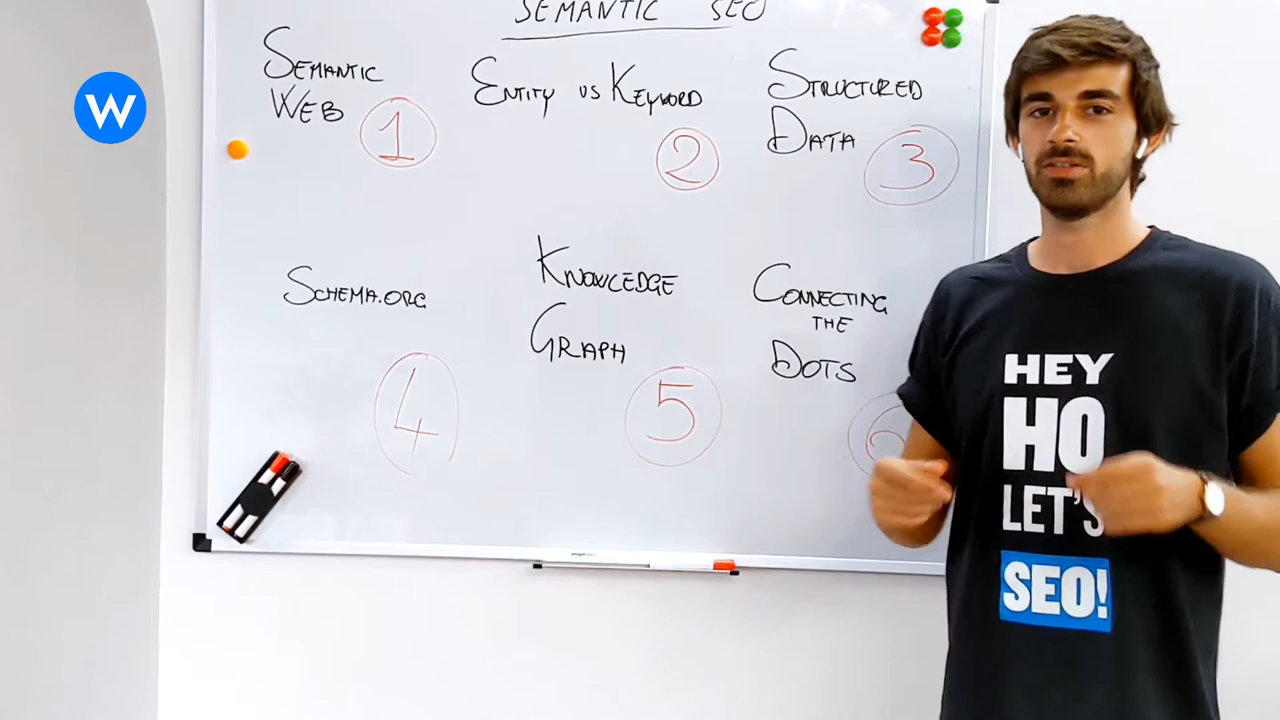 W
SEMANTIC SEO
SEMANTIC
WEB
1
ENTITY vs KEYWORD
2
STRUCTURED
DATA
3
SCHEMA.ORG
4
KNOWLEDGE
GRAPH
5
CONNECTING
THE
DOTS
HEY
HO
LET'S
SEO!